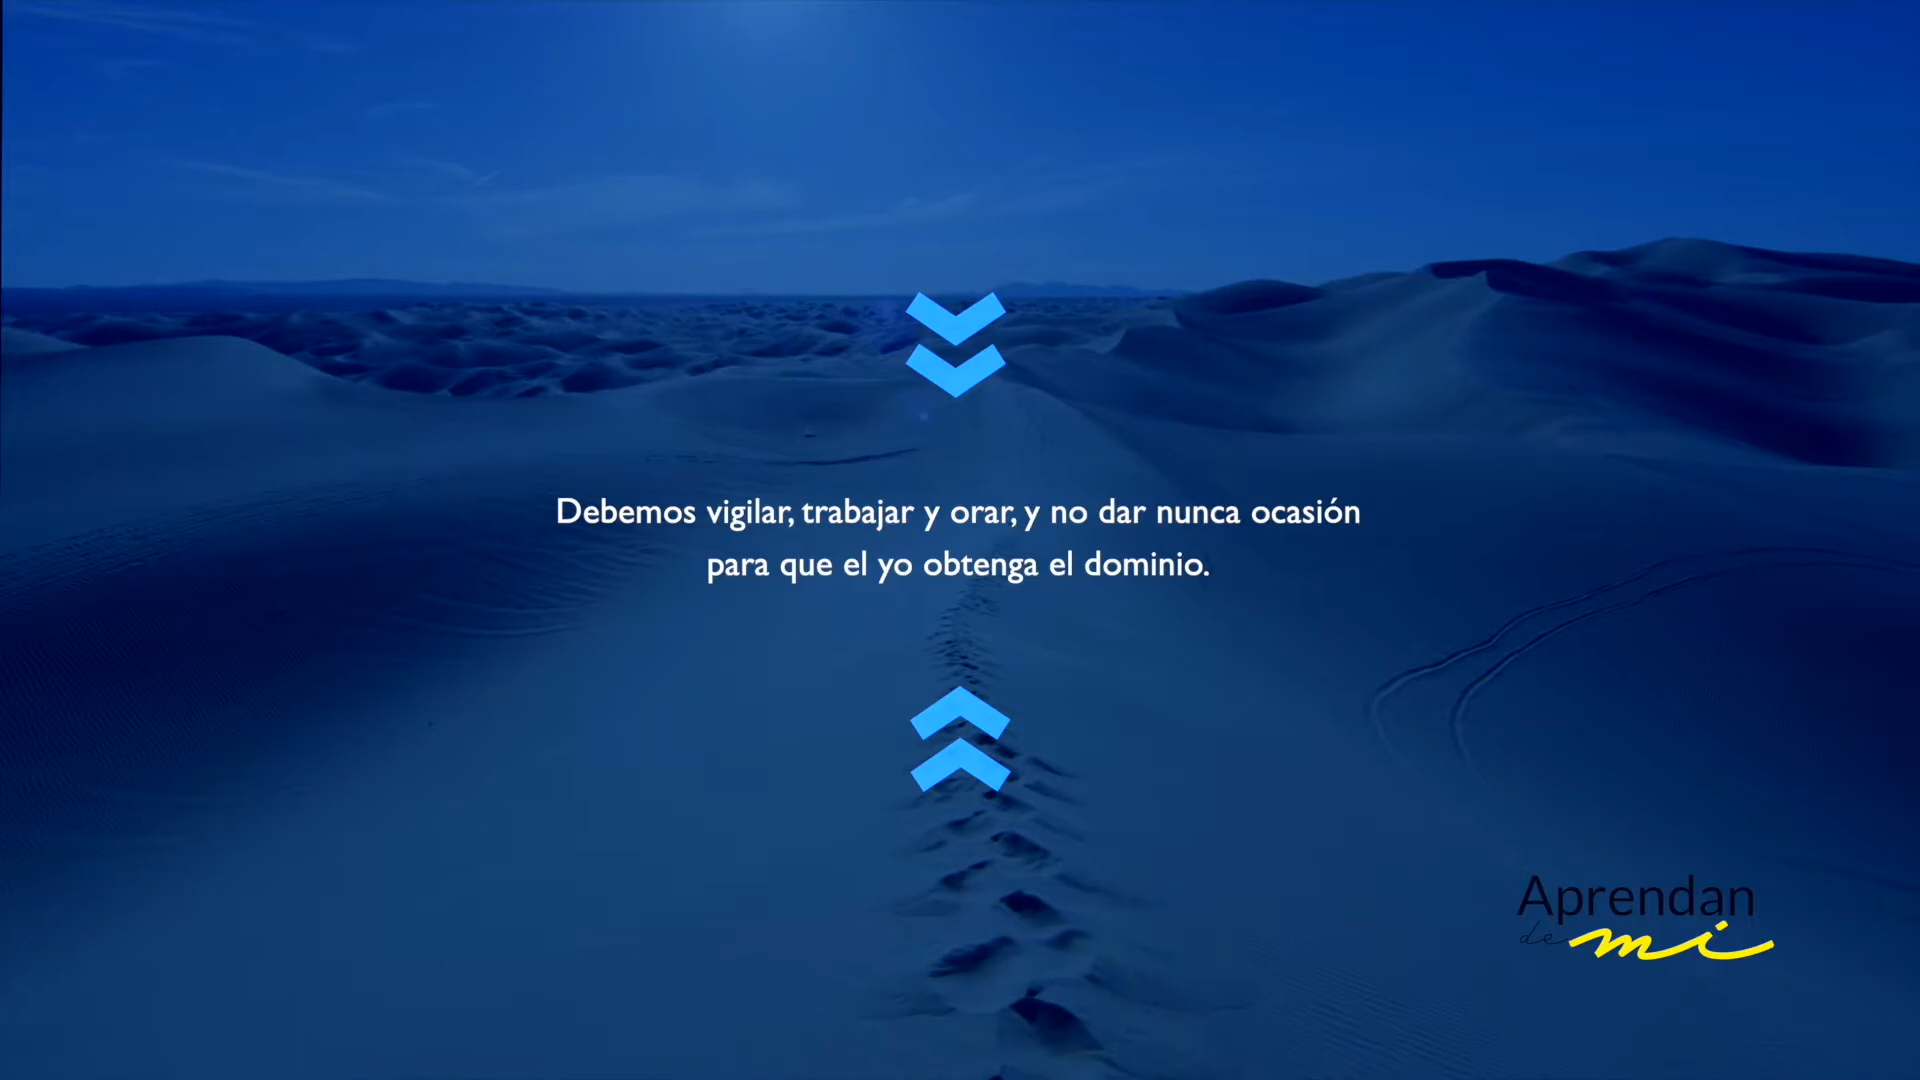 Debemos vigilar, trabajar y orar, y no dar nunca ocasión
para que el yo obtenga el dominio.
Aprendan
de mi